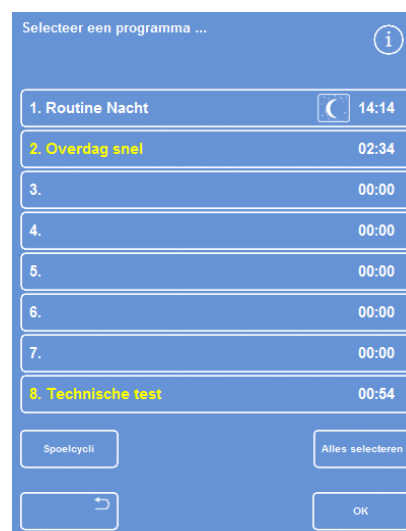 Selecteer een programma ...
i
1. Routine Nacht 14:14
2. Overdag snel 02:34
3. 00:00
4. 00:00
5. 00:00
6. 00:00
7. 00:00
8. Technische test 00:54
Spoelcycli Alles selecteren
OK